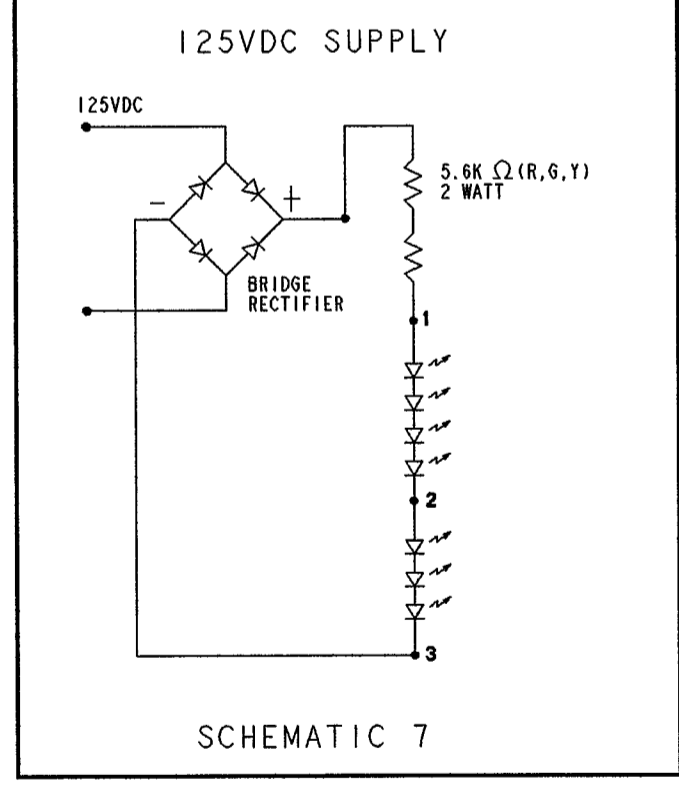 125VDC SUPPLY
125VDC
5.6K Ω(R,G,Y)
2 WATT
- +
BRIDGE
RECTIFIER
1
2
3
SCHEMATIC 7